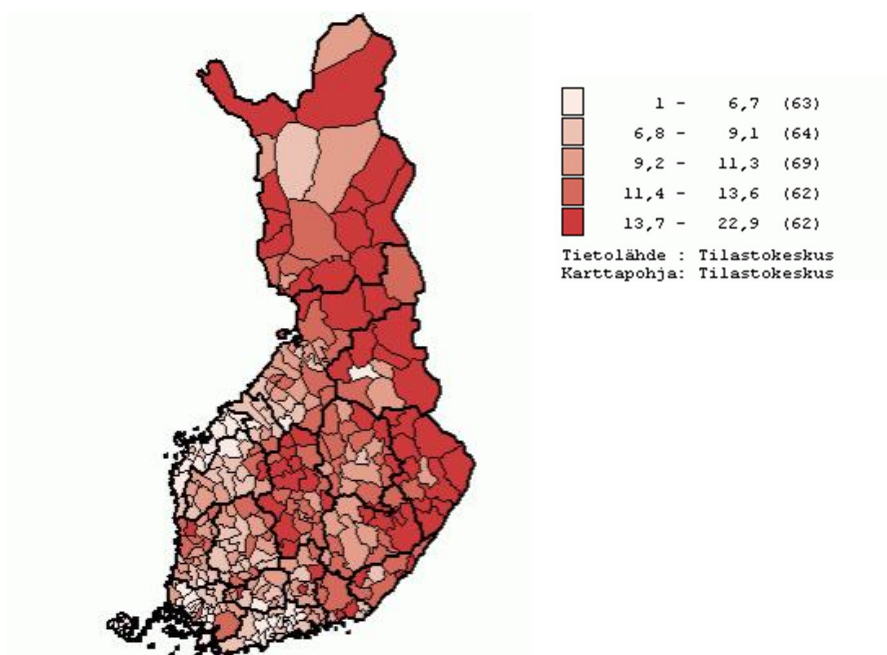 1 - 6,7 (63)
6,8 - 9,1 (64)
9,2 - 11,3 (69)
11,4 - 13,6 (62)
13,7 - 22,9 (62)
Tietolähde : Tilastokeskus
Karttapohja: Tilastokeskus